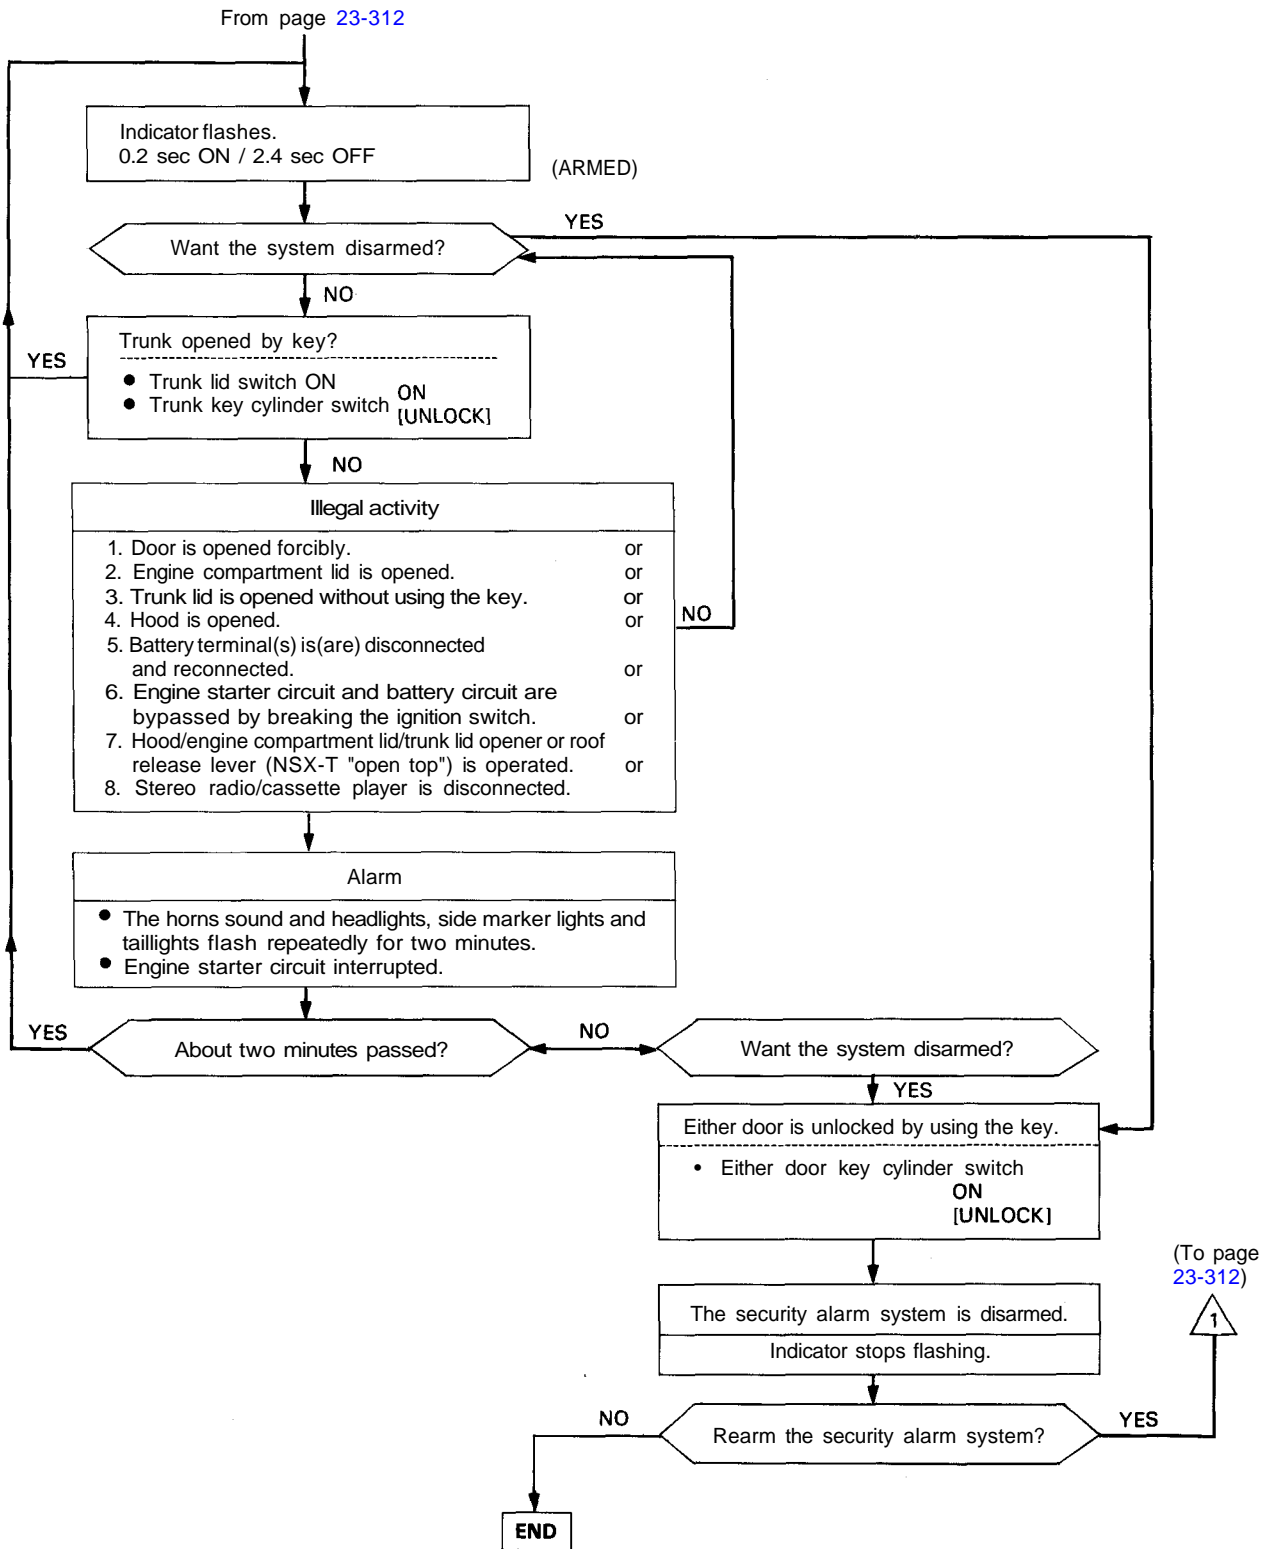 From page 23-312
Indicator flashes.
0.2 sec ON / 2.4 sec OFF
(ARMED)
YES
Want the system disarmed?
NO
Trunk opened by key?
YES
● Trunk lid switch ON
● Trunk key cylinder switch ON
[UNLOCK]
NO
Illegal activity
1. Door is opened forcibly. or
2. Engine compartment lid is opened. or
3. Trunk lid is opened without using the key. or
4. Hood is opened. or
NO
5. Battery terminal(s) is(are) disconnected
and reconnected. or
6. Engine starter circuit and battery circuit are
bypassed by breaking the ignition switch. or
7. Hood/engine compartment lid/trunk lid opener or roof
release lever (NSX-T "open top") is operated. or
8. Stereo radio/cassette player is disconnected.
Alarm
● The horns sound and headlights, side marker lights and
taillights flash repeatedly for two minutes.
● Engine starter circuit interrupted.
YES
About two minutes passed?
NO
Want the system disarmed?
YES
Either door is unlocked by using the key.
• Either door key cylinder switch
ON
[UNLOCK]
(To page
23-312)
1
The security alarm system is disarmed.
Indicator stops flashing.
NO
Rearm the security alarm system?
YES
END